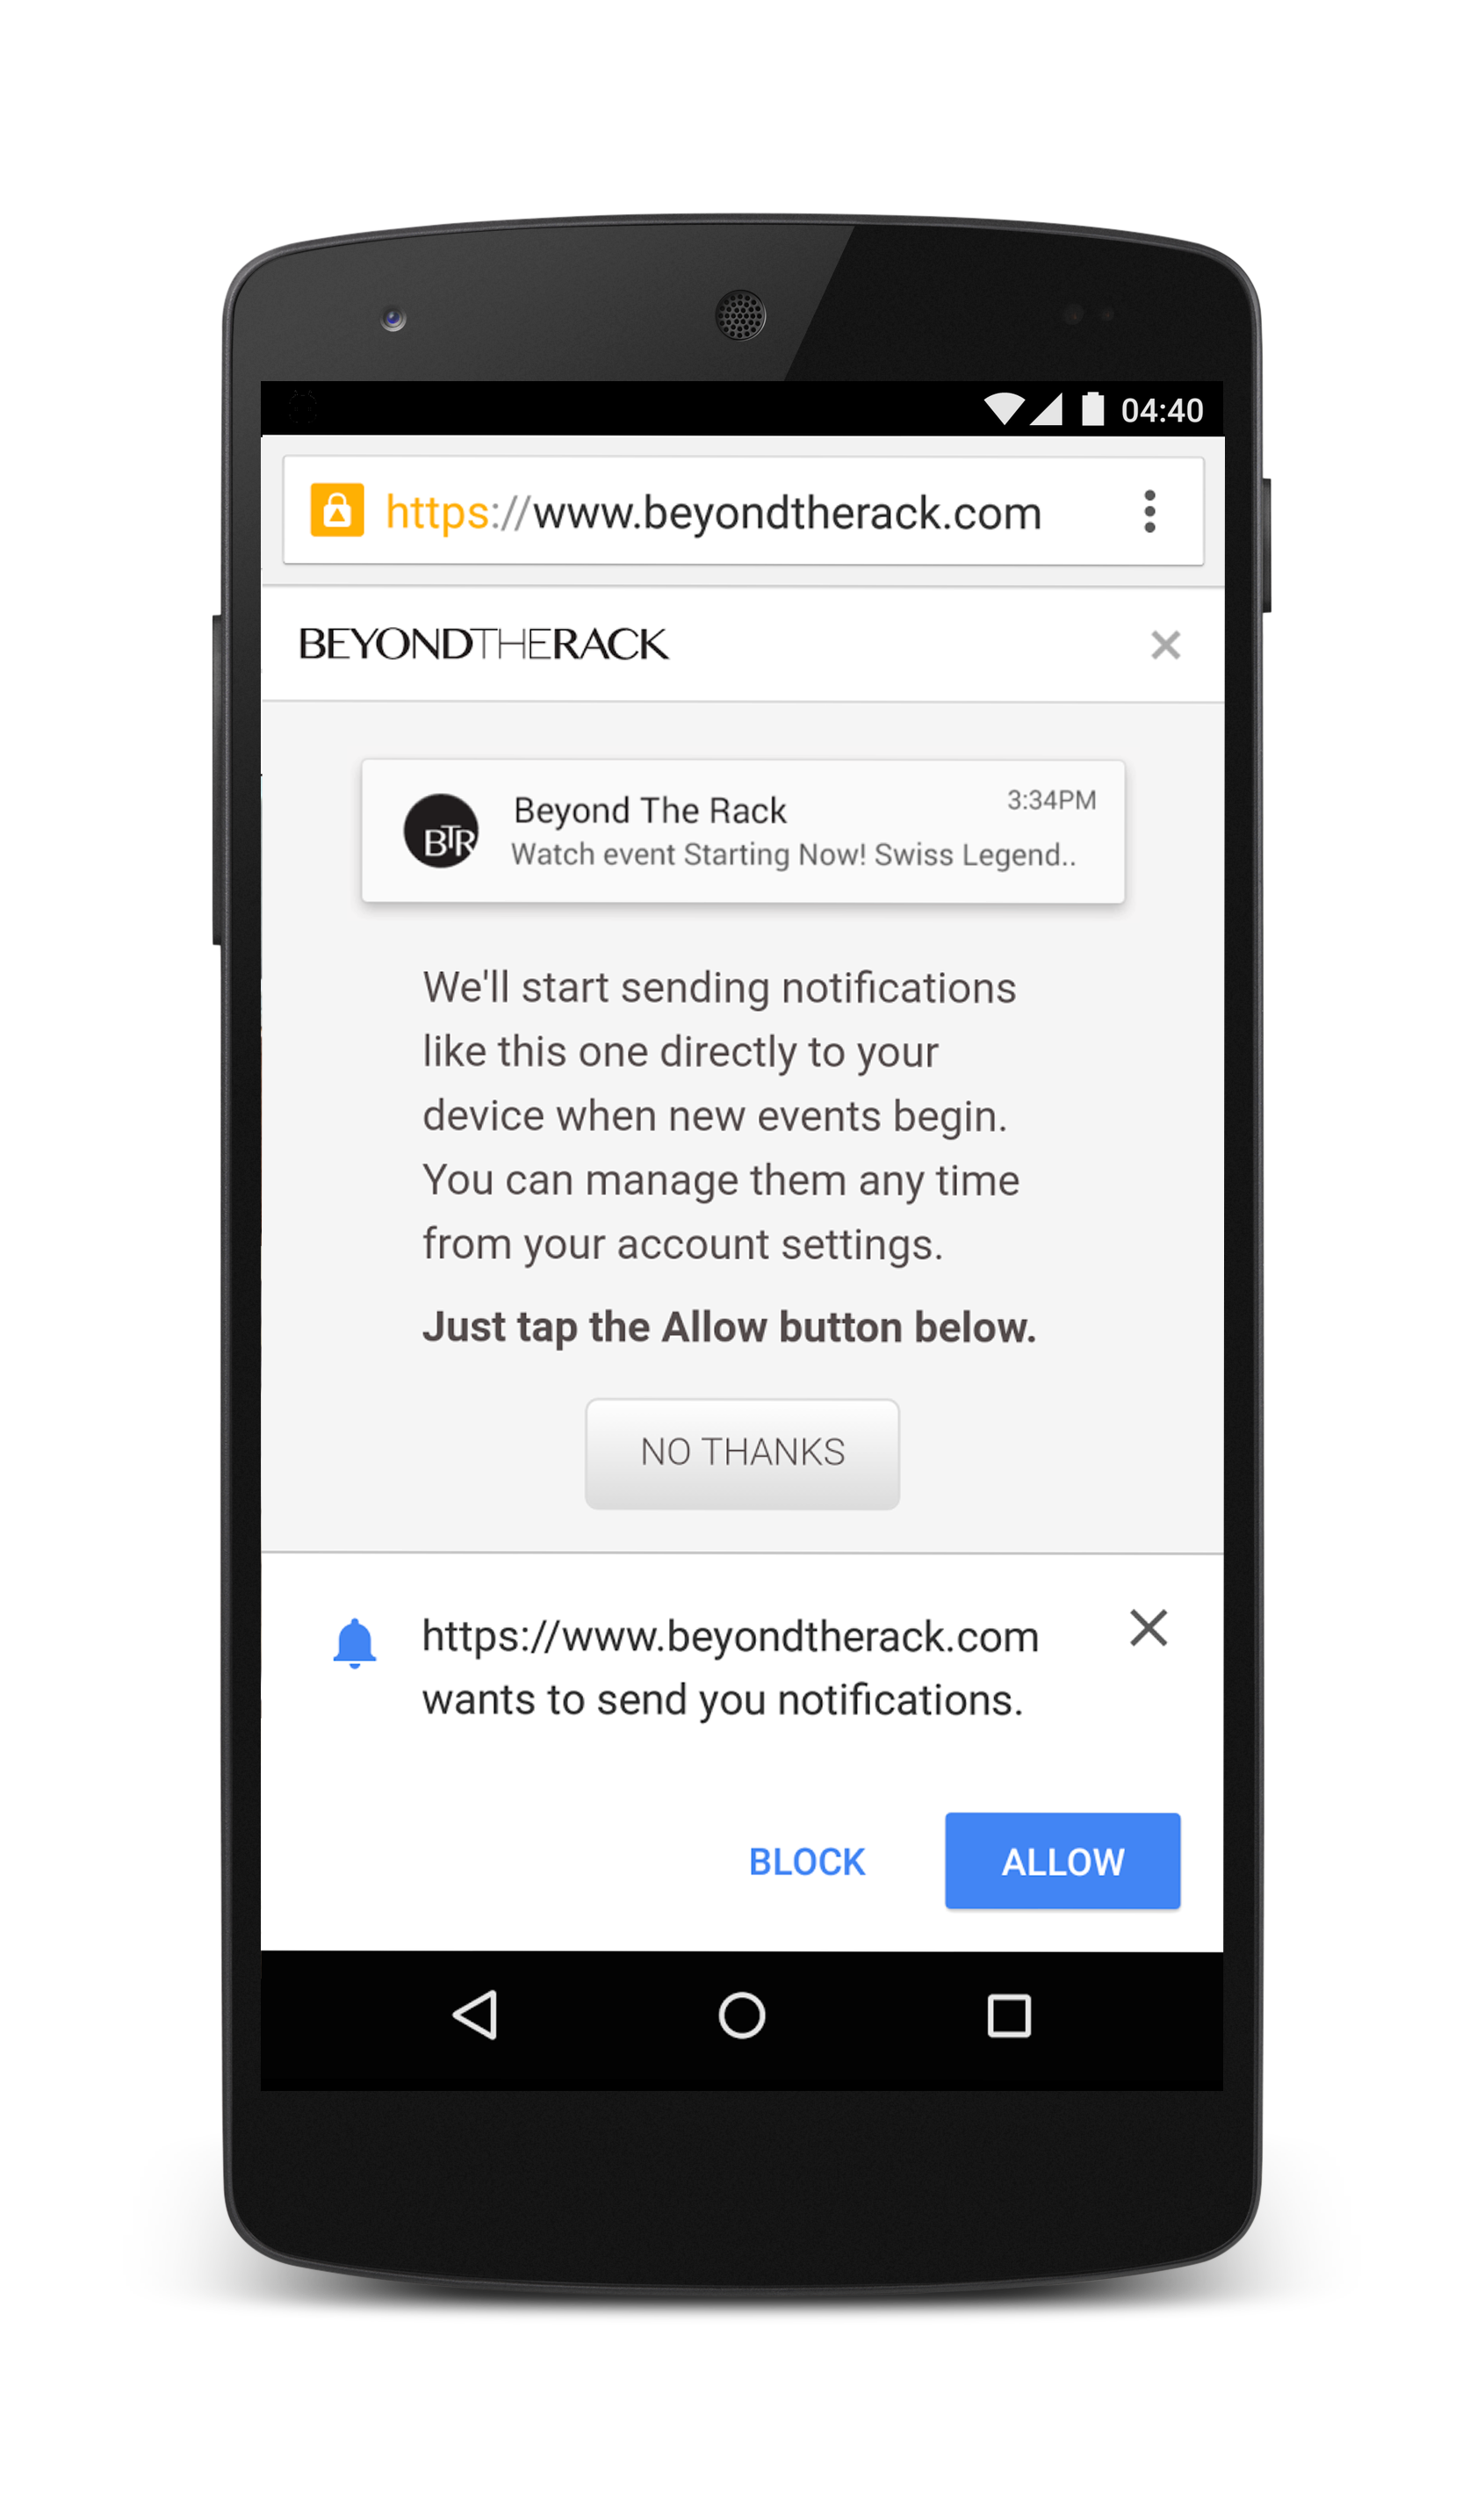 04:40
https://www.beyondtherack.com
BEYONDTHERACK
BTR
Beyond The Rack
3:34PM
Watch event Starting Now! Swiss Legend..
We'll start sending notifications
like this one directly to your
device when new events begin.
You can manage them any time
from your account settings.
Just tap the Allow button below.
NO THANKS
https://www.beyondtherack.com
wants to send you notifications.
BLOCK
ALLOW